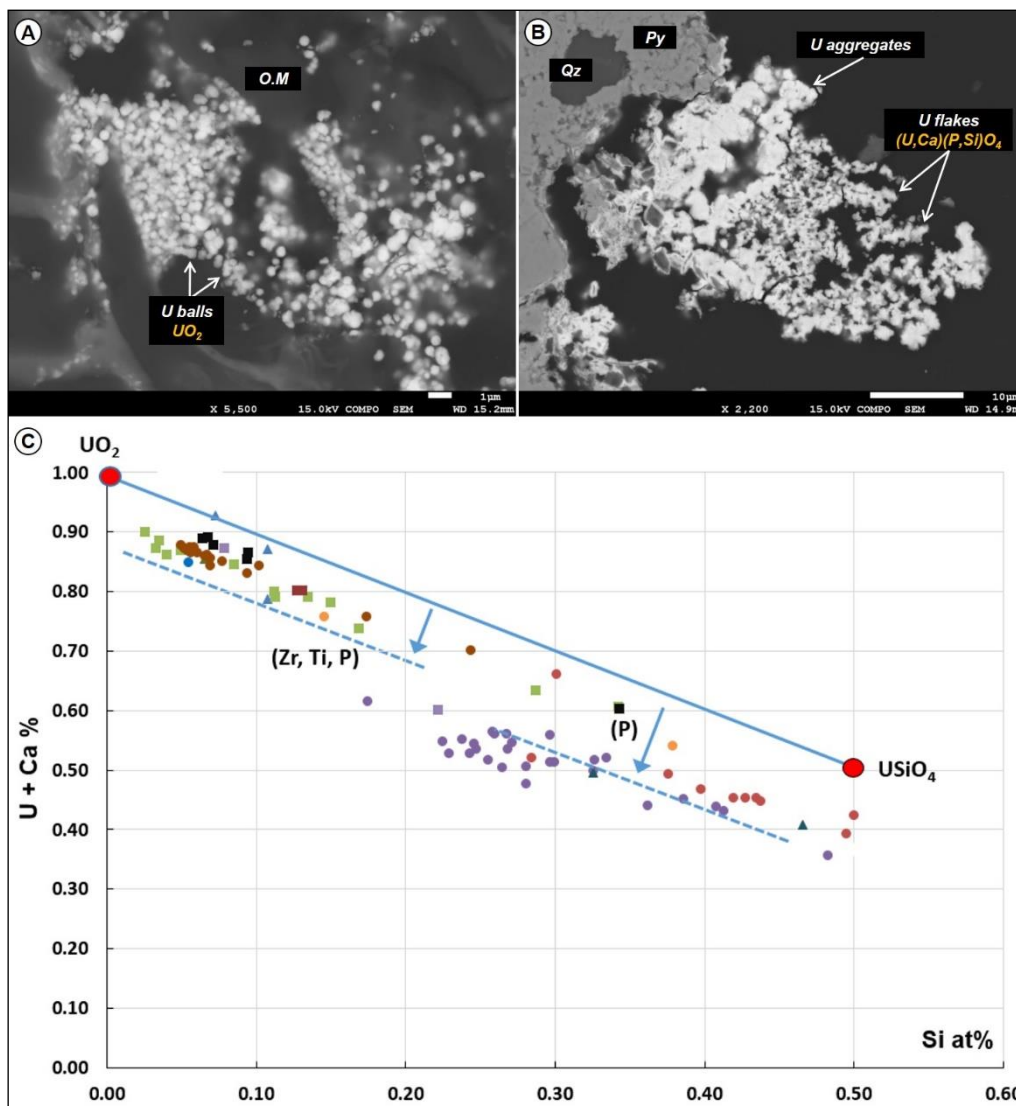 A
O.M
U balls
UO₂
X 5,500 15.0kV COMPO SEM WD 15.2mm
1μm
B
Py
Qz
U aggregates
U flakes
(U,Ca)(P,Si)O₄
X 2,200 15.0kV COMPO SEM WD 14.9m
10μm
C
UO₂
1.00
0.90
0.80
0.70
0.60
0.50
0.40
0.30
0.20
0.10
0.00
U + Ca %
(Zr, Ti, P)
(P)
USiO₄
Si at%
0.00 0.10 0.20 0.30 0.40 0.50 0.60